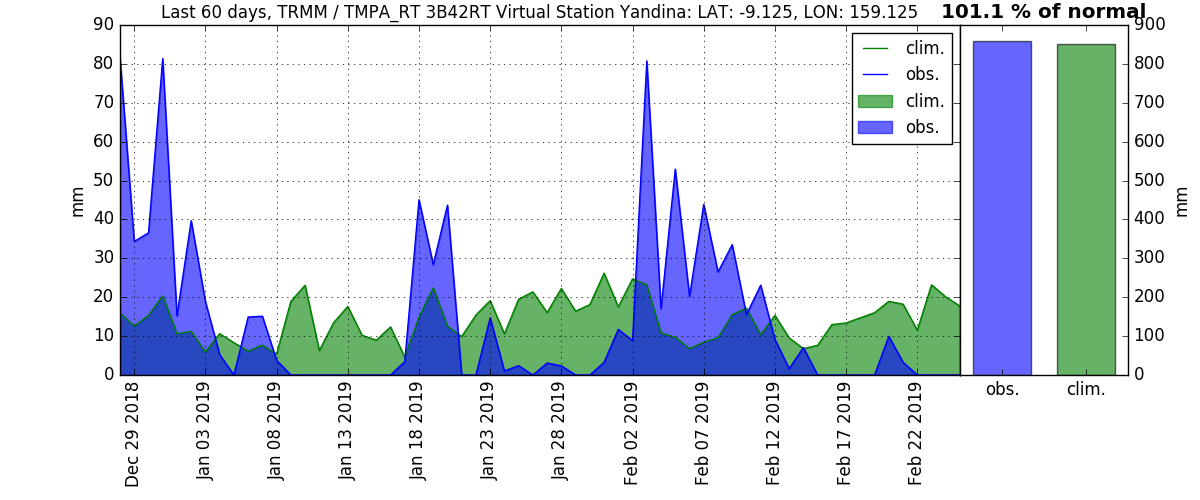 Last 60 days, TRMM / TMPA_RT 3B42RT Virtual Station Yandina: LAT: -9.125, LON: 159.125
101.1 % of normal
90
80
70
60
50
40
30
20
10
0
mm
clim.
obs.
clim.
obs.
900
800
700
600
500
400
300
200
100
0
mm
Dec 29 2018
Jan 03 2019
Jan 08 2019
Jan 13 2019
Jan 18 2019
Jan 23 2019
Jan 28 2019
Feb 02 2019
Feb 07 2019
Feb 12 2019
Feb 17 2019
Feb 22 2019
obs.
clim.